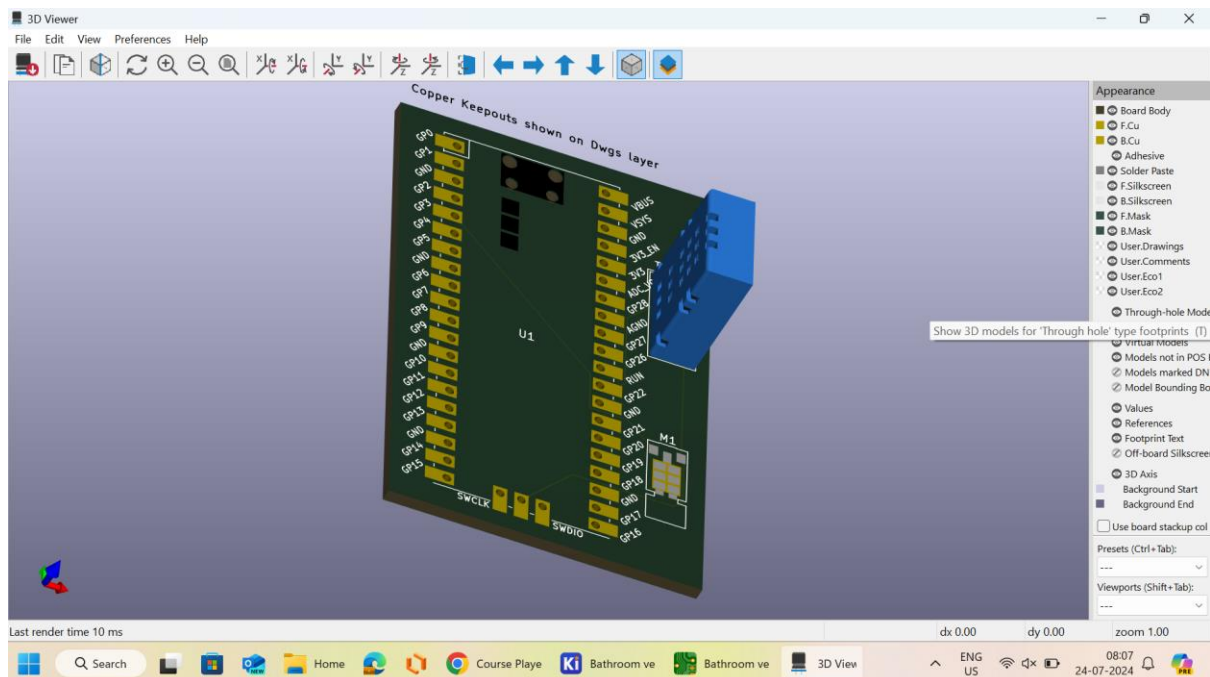 3D Viewer
File Edit View Preferences Help
Copper Keepouts shown on Dwgs layer
GP0
GP1
GND
GP2
GP3
GP4
GP5
GND
GP6
GP7
GP8
GP9
GND
GP10
GP11
GP12
GP13
GND
GP14
GP15
U1
VBUS
VSYS
GND
3V3_EN
3V3
GP28
AGND
GP27
GP26
RUN
GP22
GND
GP21
GP20
GP19
GP18
GND
GP17
GP16
M1
SWCLK
SWDIO
Appearance
Board Body
F.Cu
B.Cu
Adhesive
Solder Paste
F.Silkscreen
B.Silkscreen
F.Mask
B.Mask
User.Drawings
User.Comments
User.Eco1
User.Eco2
Through-hole Mode
Show 3D models for 'Through hole' type footprints (T)
Virtual Models
Models not in POS
Models marked DN
Model Bounding Bo
Values
References
Footprint Text
Off-board Silkscreen
3D Axis
Background Start
Background End
Use board stackup col
Presets (Ctrl+Tab):
---
Viewports (Shift+Tab):
---
Last render time 10 ms
dx 0.00 dy 0.00 zoom 1.00
Search Home NEW Course Playe Ki Bathroom ve Bathroom ve 3D View
ENG
US
08:07
24-07-2024
PRE